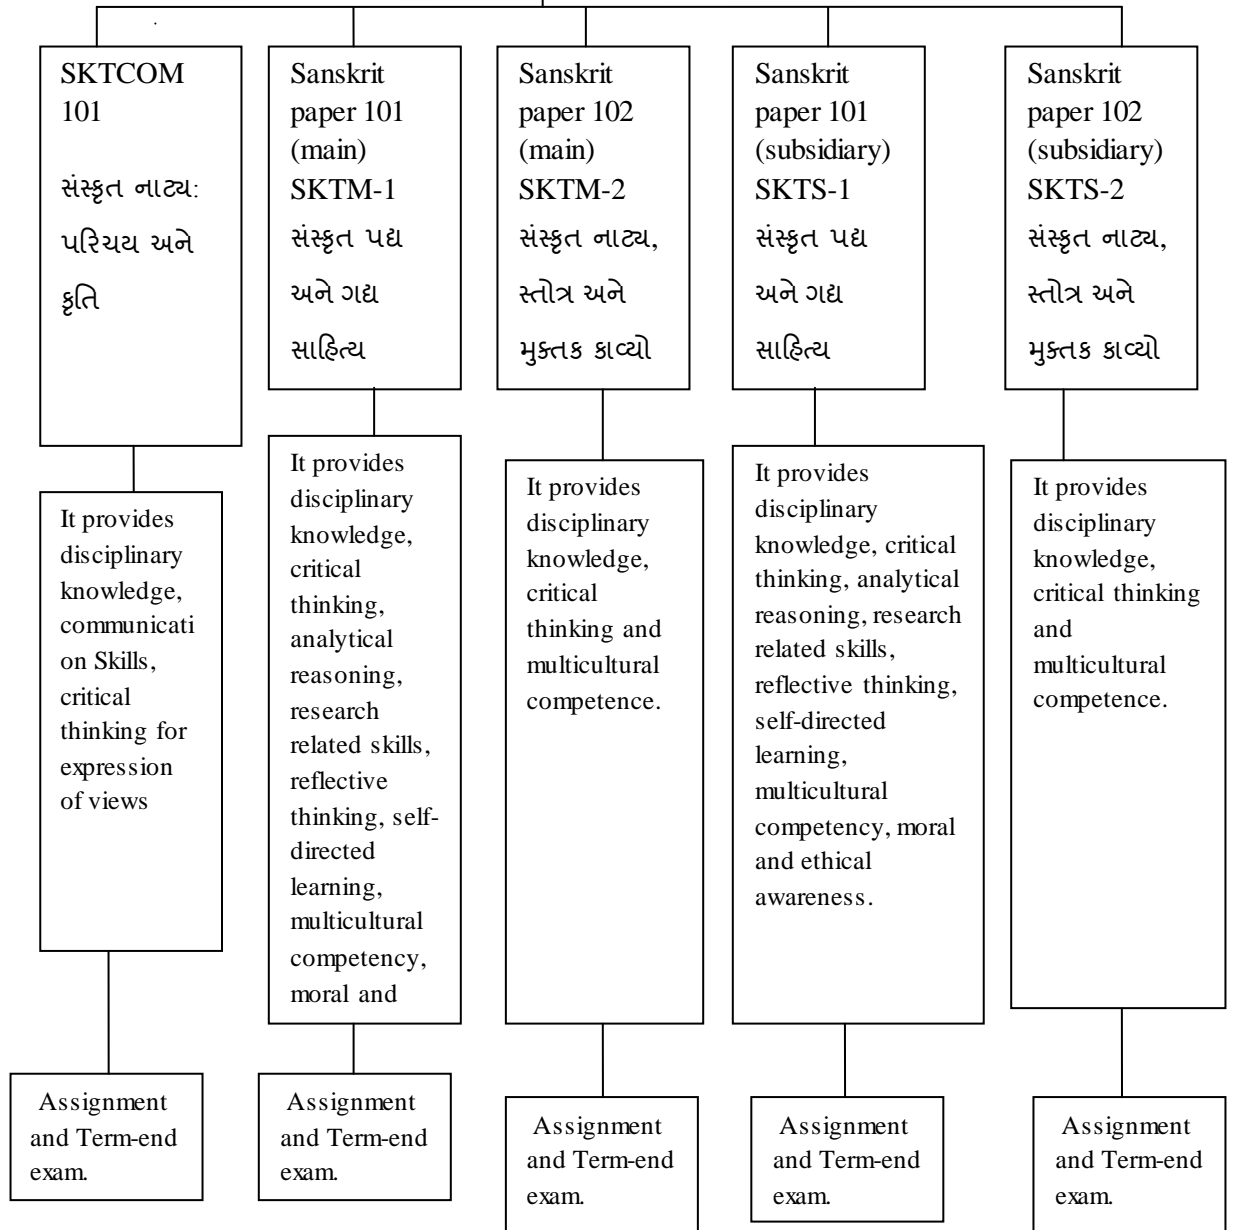 SKTCOM
101
સંસ્કૃત નાટ્ય:
પરિચય અને
કૃતિ
Sanskrit
paper 101
(main)
SKTM-1
સંસ્કૃત પદ્ય
અને ગદ્ય
સાહિત્ય
Sanskrit
paper 102
(main)
SKTM-2
સંસ્કૃત નાટ્ય,
સ્તોત્ર અને
મુક્તક કાવ્યો
Sanskrit
paper 101
(subsidiary)
SKTS-1
સંસ્કૃત પદ્ય
અને ગદ્ય
સાહિત્ય
Sanskrit
paper 102
(subsidiary)
SKTS-2
સંસ્કૃત નાટ્ય,
સ્તોત્ર અને
મુક્તક કાવ્યો
It provides
disciplinary
knowledge,
communicati
on Skills,
critical
thinking for
expression
of views
It provides
disciplinary
knowledge,
critical
thinking,
analytical
reasoning,
research
related skills,
reflective
thinking, self-
directed
learning,
multicultural
competency,
moral and
It provides
disciplinary
knowledge,
critical
thinking and
multicultural
competence.
It provides
disciplinary
knowledge, critical
thinking, analytical
reasoning, research
related skills,
reflective thinking,
self-directed
learning,
multicultural
competency, moral
and ethical
awareness.
It provides
disciplinary
knowledge,
critical thinking
and
multicultural
competence.
Assignment
and Term-end
exam.
Assignment
and Term-end
exam.
Assignment
and Term-end
exam.
Assignment
and Term-end
exam.
Assignment
and Term-end
exam.